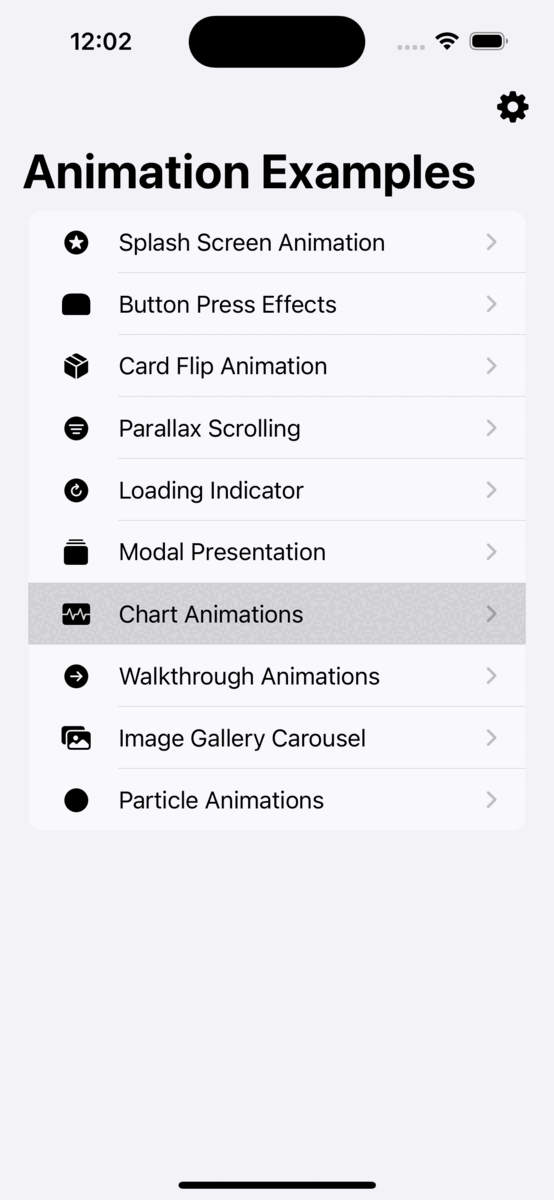 12:02
Animation Examples
Splash Screen Animation
Button Press Effects
Card Flip Animation
Parallax Scrolling
Loading Indicator
Modal Presentation
Chart Animations
Walkthrough Animations
Image Gallery Carousel
Particle Animations